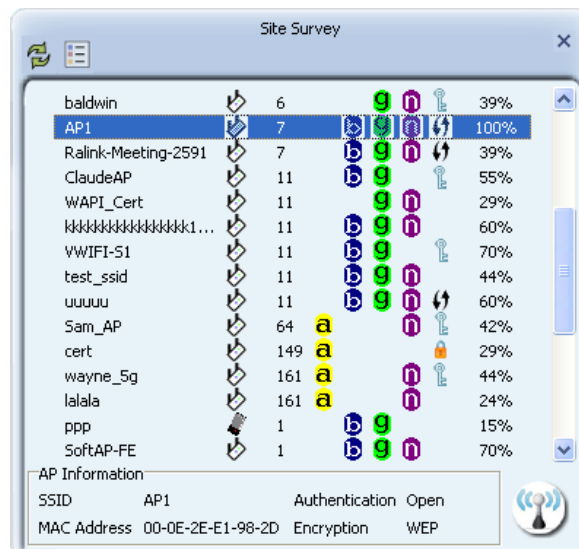 Site Survey
baldwin 6 g n 39%
AP1 7 b g n 100%
Ralink-Meeting-2591 7 b g n 39%
ClaudeAP 11 b g 55%
WAPI_Cert 11 g n 29%
kkkkkkkkkkkkkkkkk1... 11 b g n 60%
VWIFI-S1 11 b g 70%
test_ssid 11 b g n 44%
uuuuu 11 b g n 60%
Sam_AP 64 a n 42%
cert 149 a 29%
wayne_5g 161 a n 44%
lalala 161 a n 24%
ppp 1 b g 15%
SoftAP-FE 1 b g n 70%
AP Information
SSID AP1 Authentication Open
MAC Address 00-0E-2E-E1-98-2D Encryption WEP